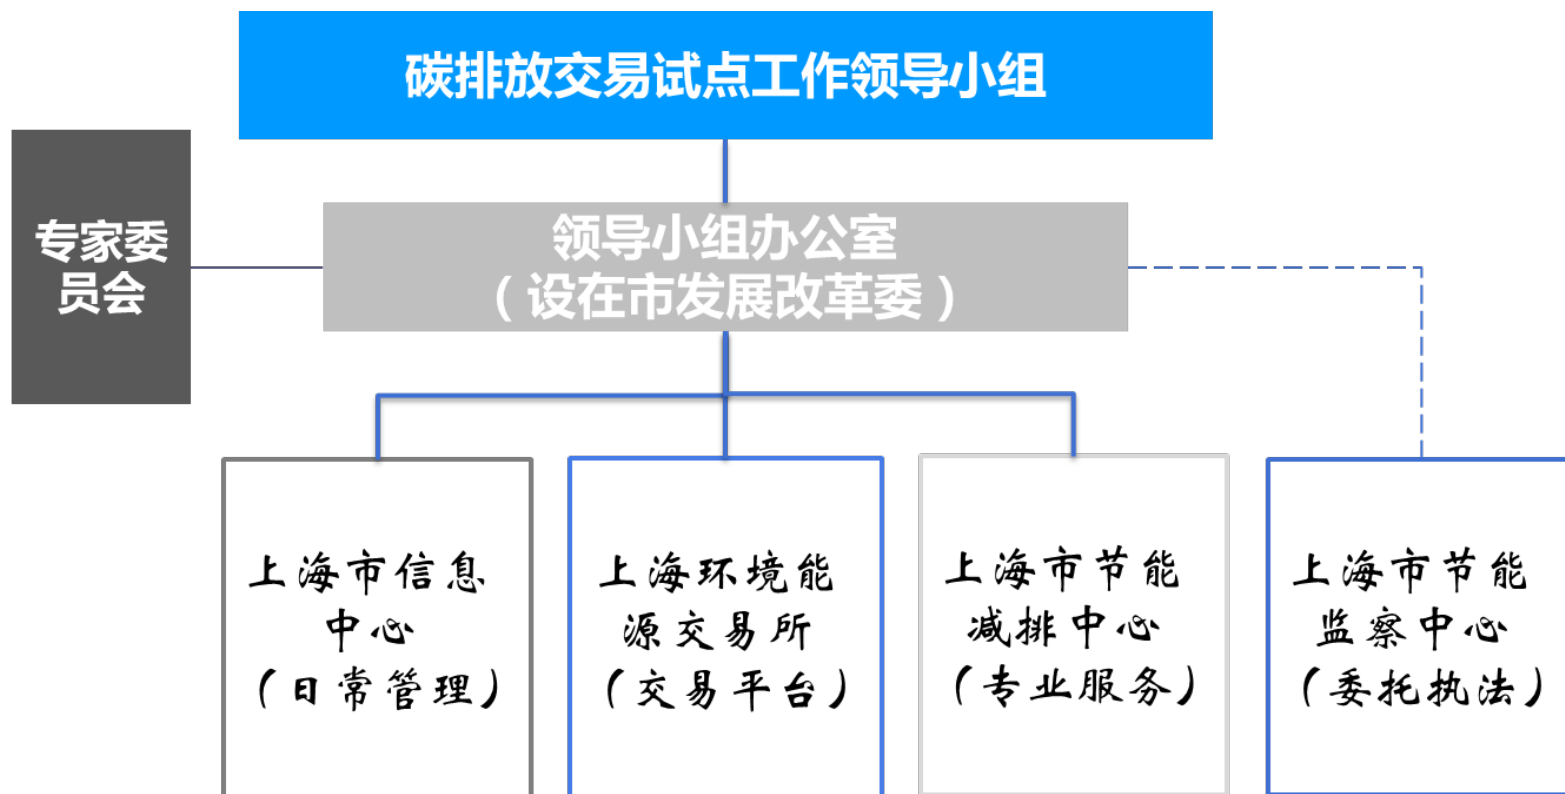 碳排放交易试点工作领导小组
专家委
员会
领导小组办公室
（设在市发展改革委）
上海市信息
中心
（日常管理）
上海环境能
源交易所
（交易平台）
上海市节能
减排中心
（专业服务）
上海市节能
监察中心
（委托执法）